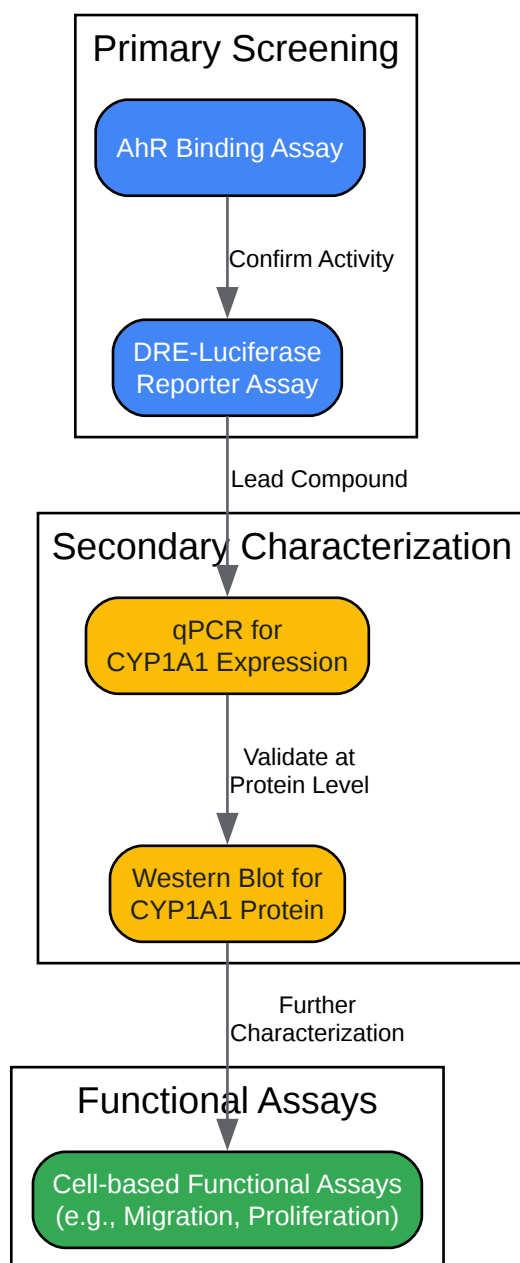 Primary Screening
AhR Binding Assay
Confirm Activity
DRE-Luciferase
Reporter Assay
Lead Compound
Secondary Characterization
qPCR for
CYP1A1 Expression
Validate at
Protein Level
Western Blot for
CYP1A1 Protein
Further
Characterization
Functional Assays
Cell-based Functional Assays
(e.g., Migration, Proliferation)